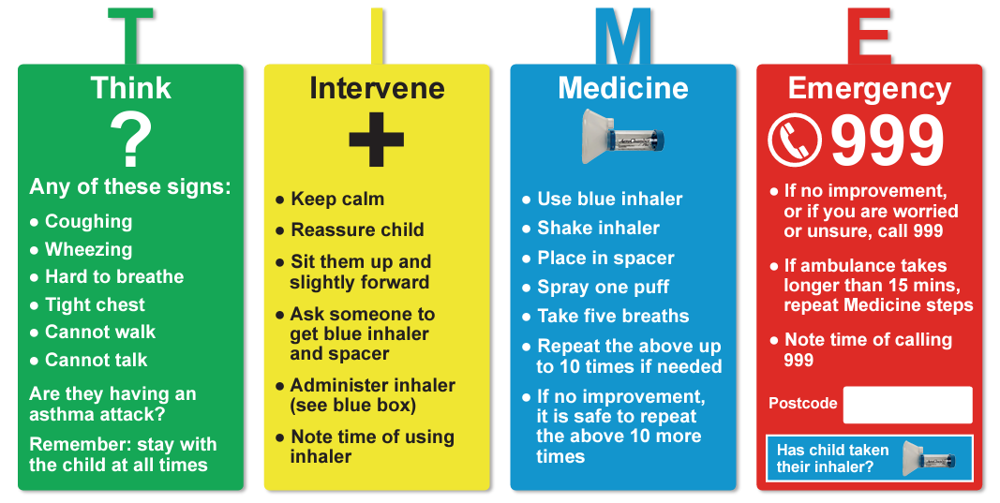 T
Think
?
Any of these signs:
● Coughing
● Wheezing
● Hard to breathe
● Tight chest
● Cannot walk
● Cannot talk
Are they having an
asthma attack?
Remember: stay with
the child at all times
I
Intervene
● Keep calm
● Reassure child
● Sit them up and
slightly forward
● Ask someone to
get blue inhaler
and spacer
● Administer inhaler
(see blue box)
● Note time of using
inhaler
M
Medicine
● Use blue inhaler
● Shake inhaler
● Place in spacer
● Spray one puff
● Take five breaths
● Repeat the above up
to 10 times if needed
● If no improvement,
it is safe to repeat
the above 10 more
times
E
Emergency
999
● If no improvement,
or if you are worried
or unsure, call 999
● If ambulance takes
longer than 15 mins,
repeat Medicine steps
● Note time of calling
999
Postcode
Has child taken
their inhaler?